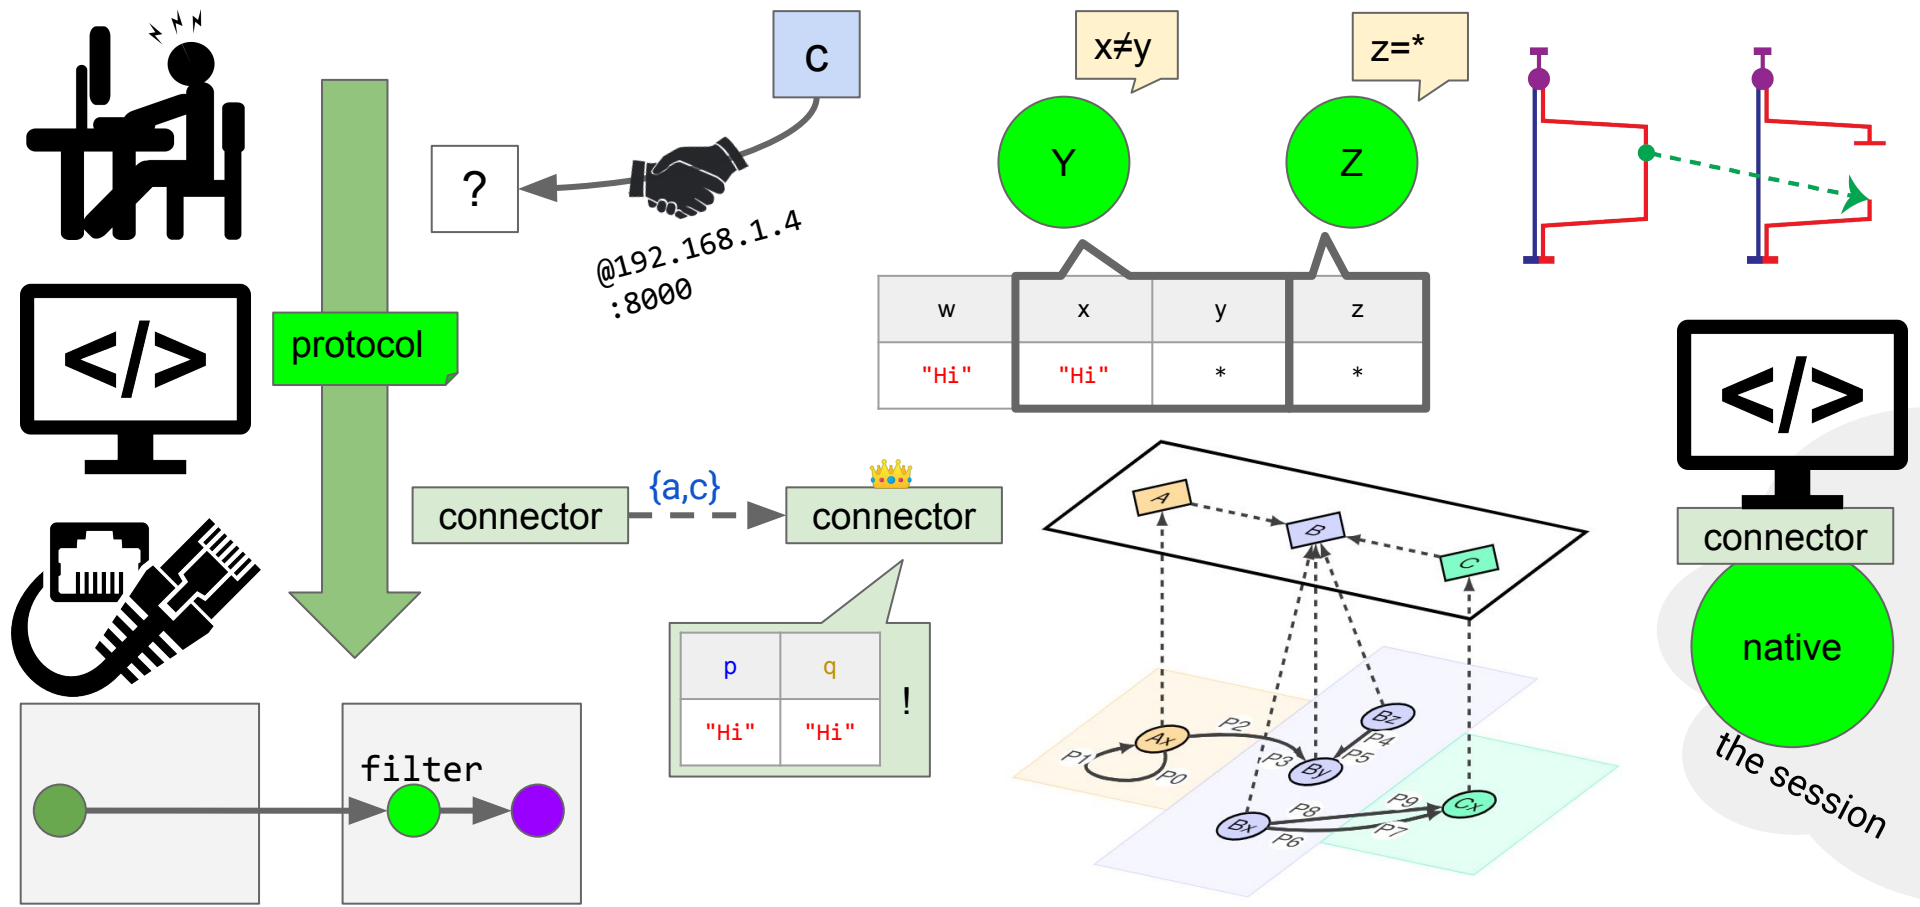 c
?
@192.168.1.4
:8000
x≠y
z=*
Y
Z
w x y z
"Hi" "Hi" * *
</>
protocol
</>
connector
{a,c}
connector
p q
"Hi" "Hi"
!
A
B
C
Ax
Bz
By
Bx
Cx
P1
P0
P2
P3
P4
P5
P8
P9
P6
P7
connector
native
the session
filter